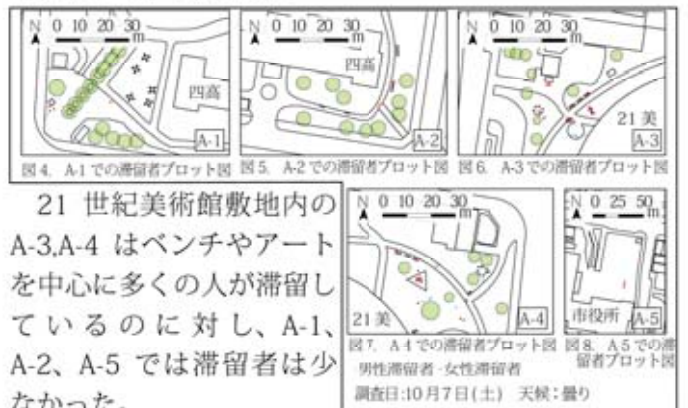 N 0 10 20 30 m
四高
A-1
N 0 10 20 30 m
四高
A-2
N 0 10 20 30 m
21 美
A-3
図 4. A-1 での滞留者プロット図
図 5. A-2 での滞留者プロット図
図 6. A-3 での滞留者プロット図
21 世紀美術館敷地内の
A-3,A-4 はベンチやアート
を中心に多くの人が滞留し
ているのに対し、A-1、
A-2、A-5 では滞留者は少
なかった。
N 0 10 20 30 m
21 美
A-4
N 0 25 50 m
市役所
A-5
図 7. A-4 での滞留者プロット図
図 8. A-5 での滞
留者プロット図
男性滞留者 ·女性滞留者
調査日:10 月 7 日(土) 天候:曇り